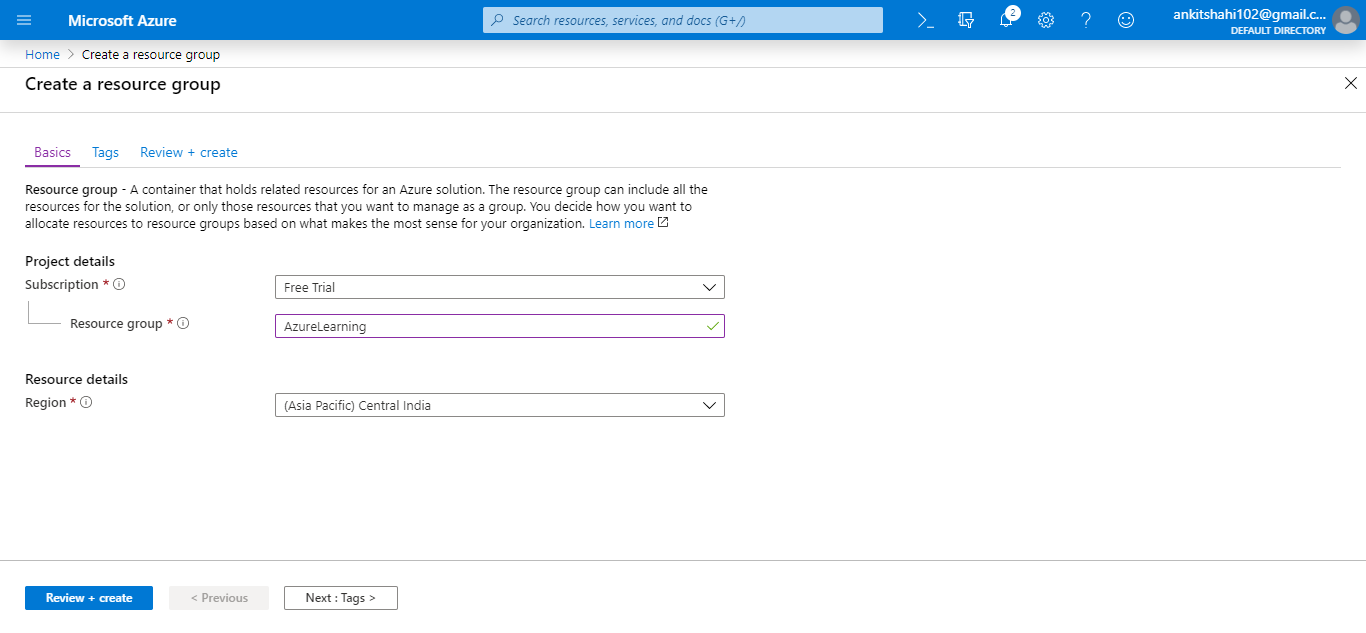 Microsoft Azure
Search resources, services, and docs (G+/)
2
ankitshahi102@gmail.c...
DEFAULT DIRECTORY
Home > Create a resource group
Create a resource group
Basics Tags Review + create
Resource group - A container that holds related resources for an Azure solution. The resource group can include all the
resources for the solution, or only those resources that you want to manage as a group. You decide how you want to
allocate resources to resource groups based on what makes the most sense for your organization. Learn more
Project details
Subscription *
Free Trial
Resource group *
AzureLearning
Resource details
Region *
(Asia Pacific) Central India
Review + create
< Previous
Next : Tags >